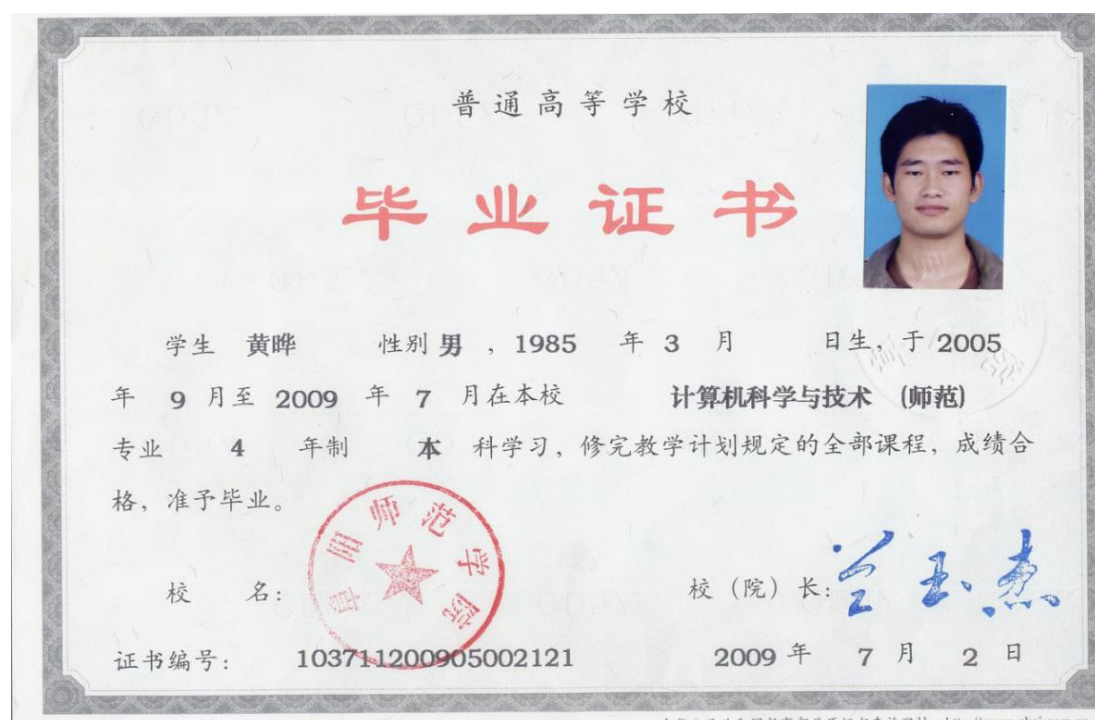 普通高等学校
毕业证书
学生 黄晔 性别 男 ，1985 年 3 月 日生，于 2005
年 9 月至 2009 年 7 月在本校 计算机科学与技术 (师范)
专业 4 年制 本 科学习，修完教学计划规定的全部课程，成绩合
格，准予毕业。
师范学院
校 名：
校（院）长：
证书编号： 103711200905002121 2009 年 7 月 2 日